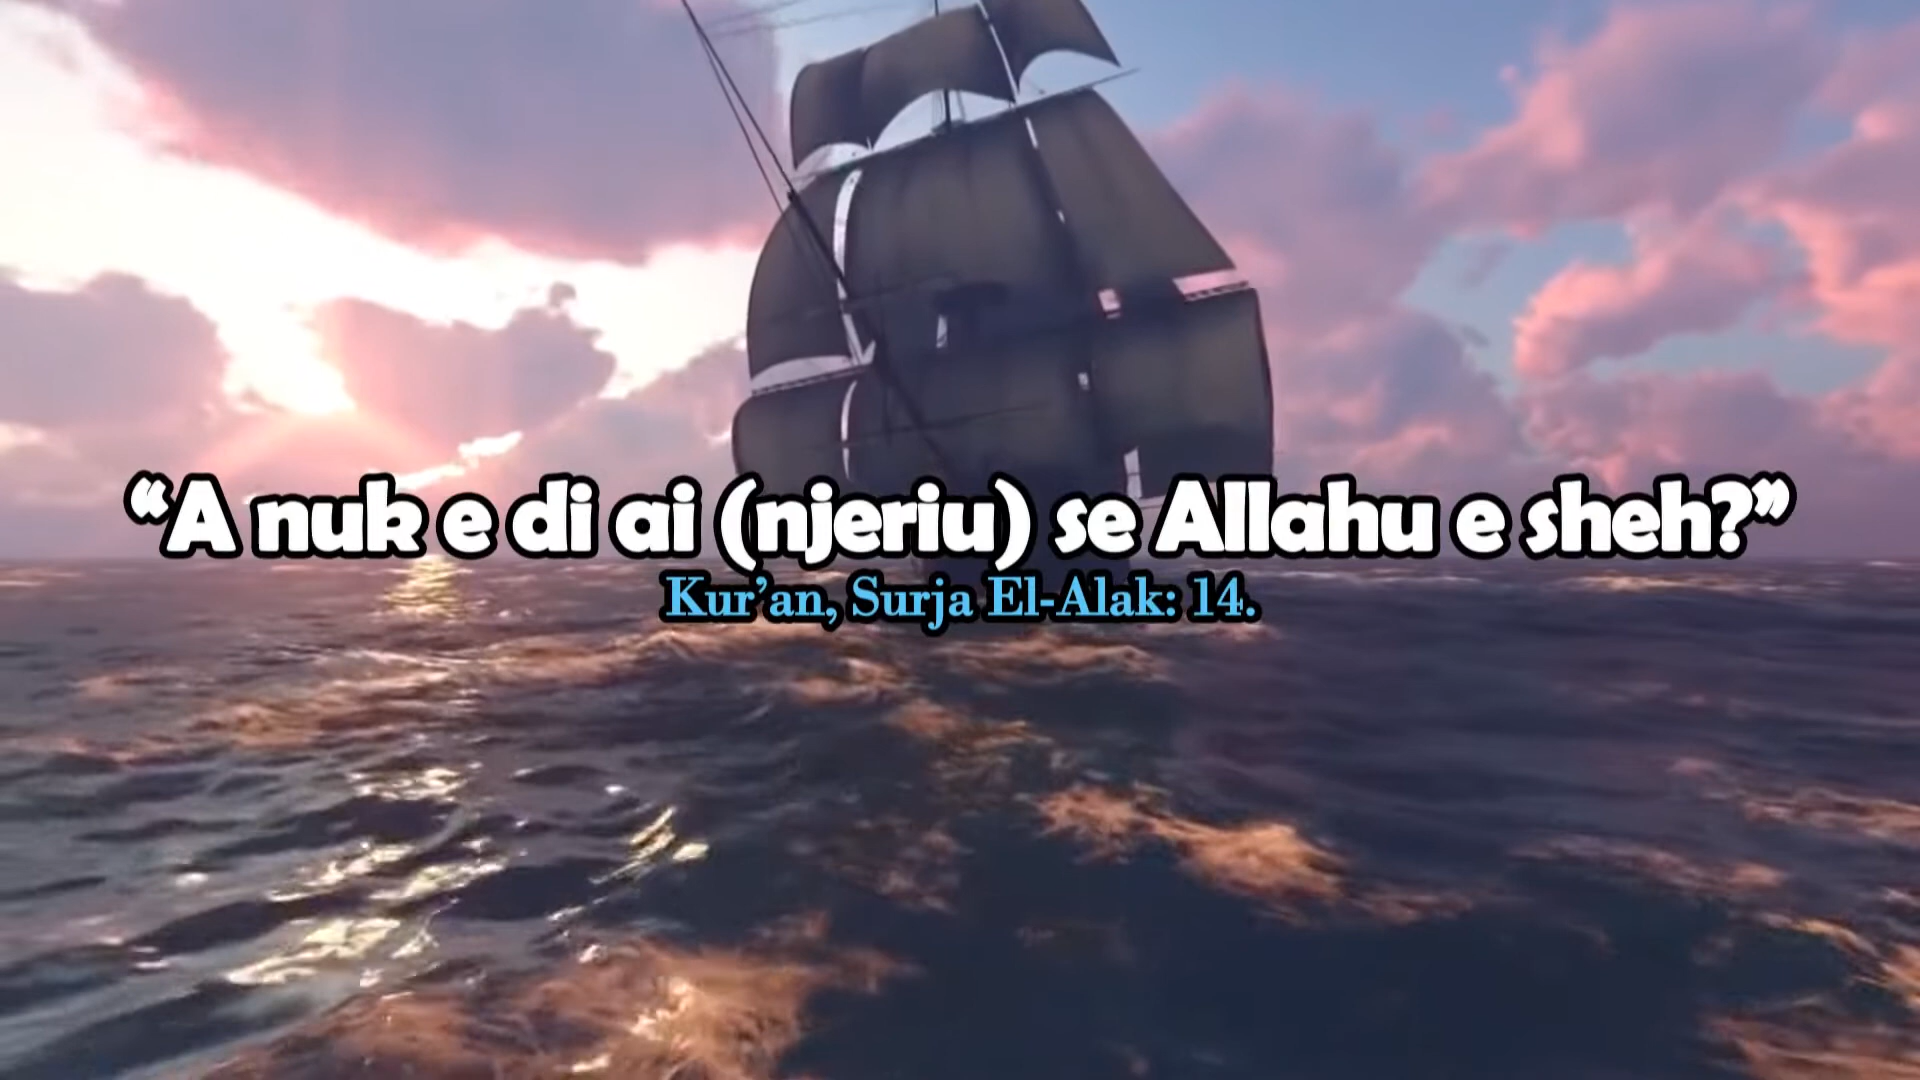 “A nuk e di ai (njeriu) se Allahu e sheh?”
Kur’an, Surja El-Alak: 14.